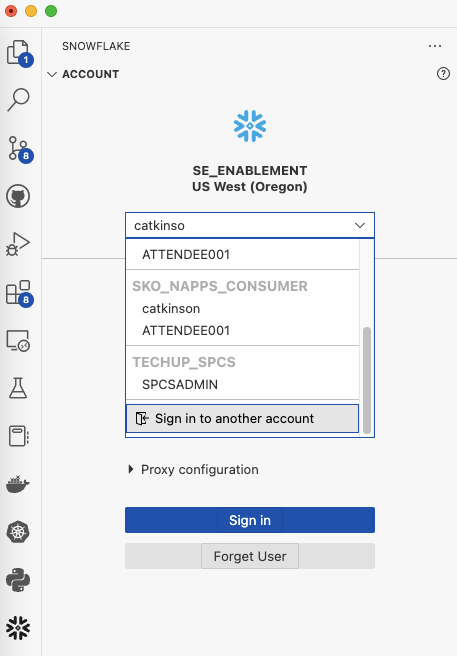 SNOWFLAKE
...
ACCOUNT
?
1
8
8
SE_ENABLEMENT
US West (Oregon)
catkinso
ATTENDEE001
SKO_NAPPS_CONSUMER
catkinson
ATTENDEE001
TECHUP_SPCS
SPCSADMIN
Sign in to another account
Proxy configuration
Sign in
Forget User